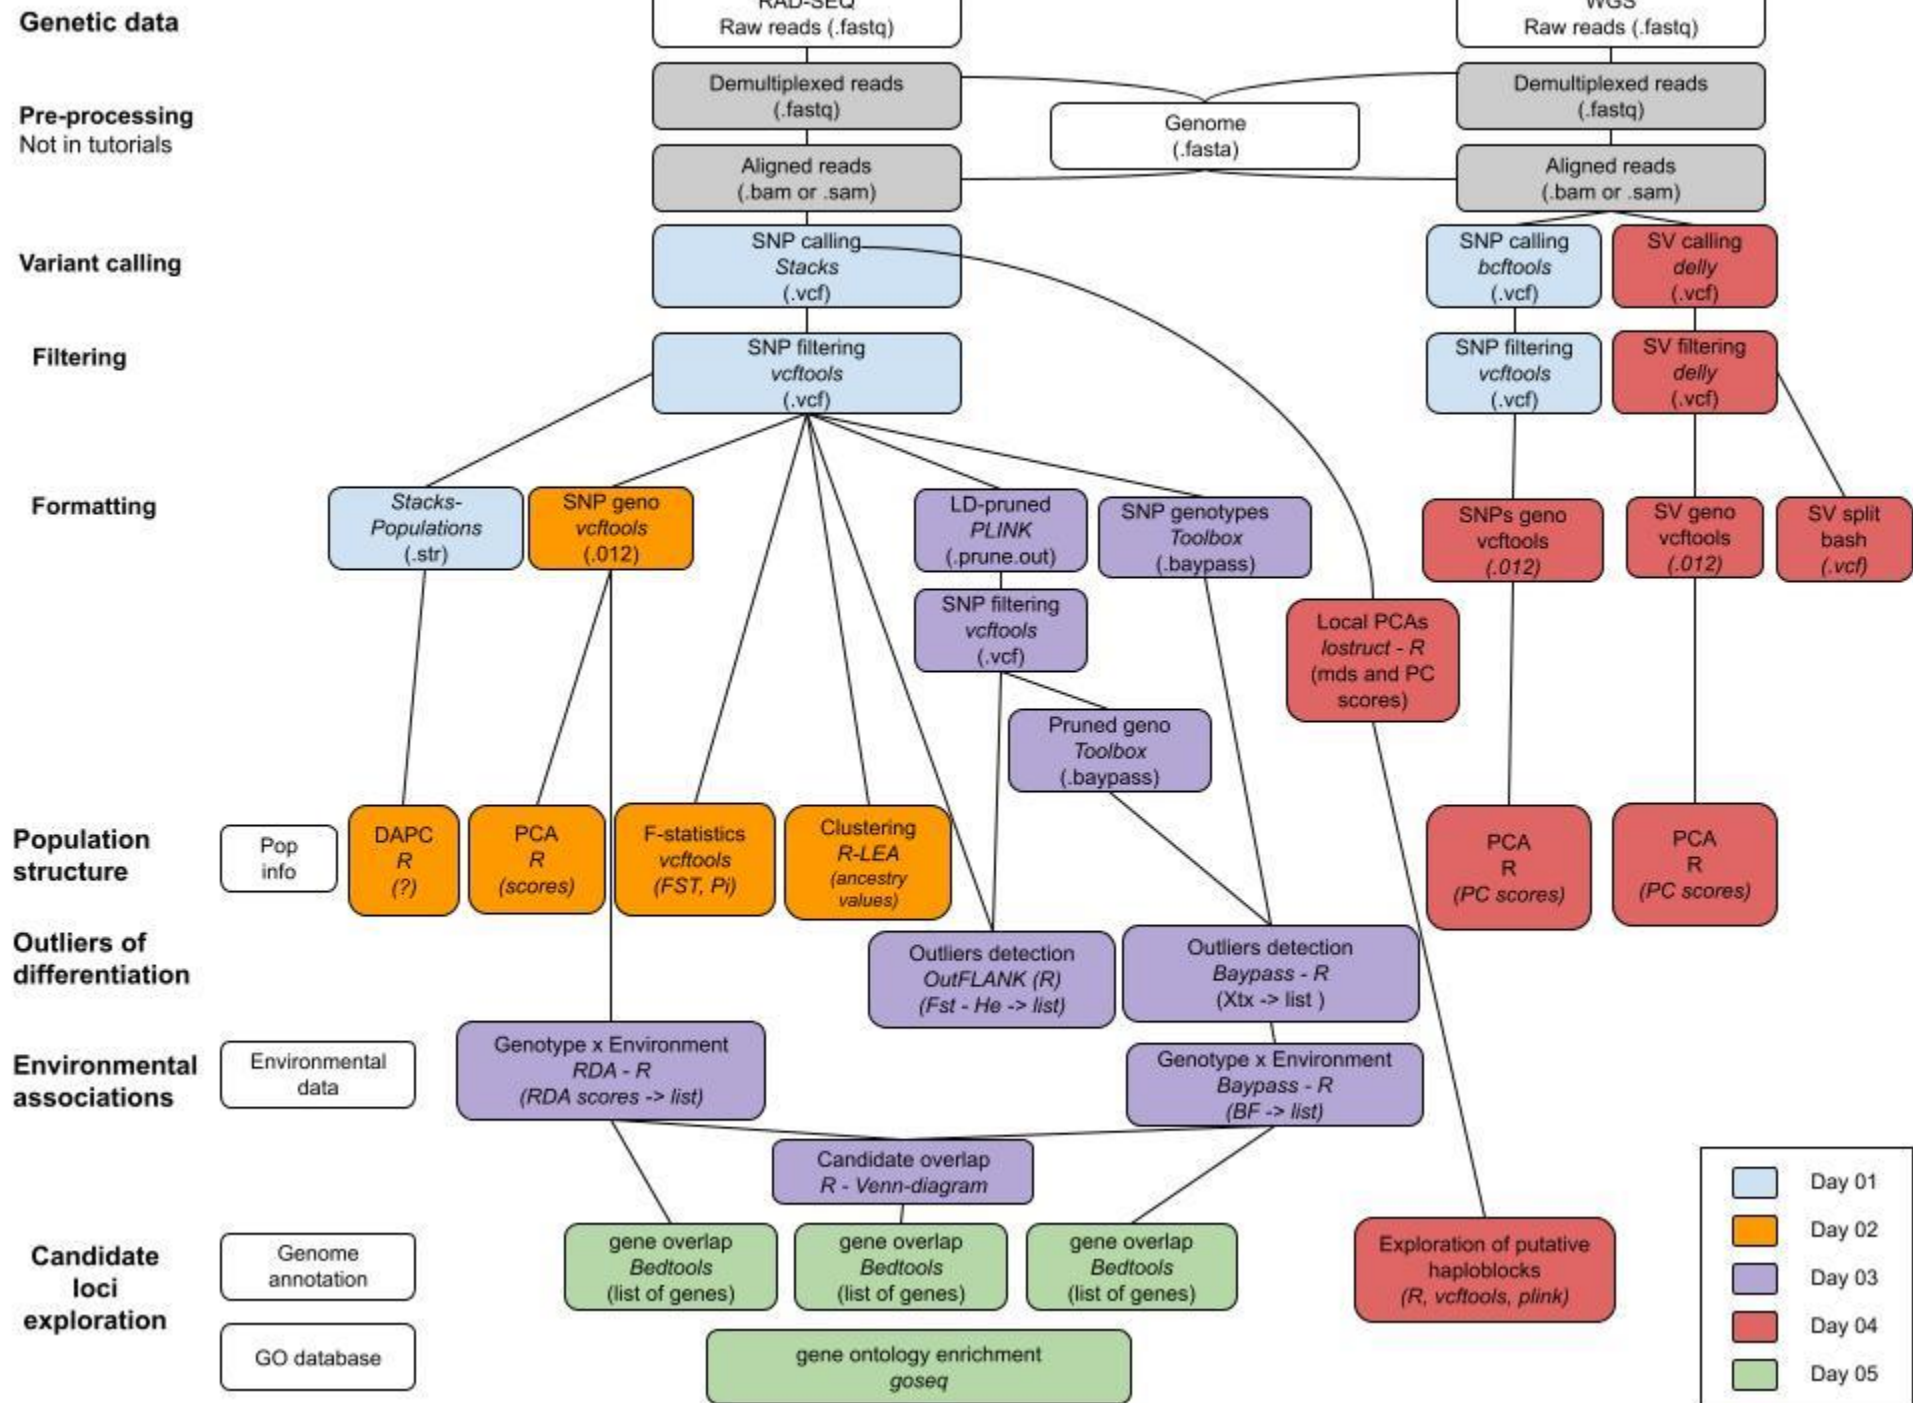 Genetic data
RAD-SEQ
Raw reads (.fastq)
WGS
Raw reads (.fastq)
Pre-processing
Not in tutorials
Demultiplexed reads
(.fastq)
Genome
(.fasta)
Demultiplexed reads
(.fastq)
Aligned reads
(.bam or .sam)
Aligned reads
(.bam or .sam)
Variant calling
SNP calling
Stacks
(.vcf)
SNP calling
bcftools
(.vcf)
SV calling
delly
(.vcf)
Filtering
SNP filtering
vcftools
(.vcf)
SNP filtering
vcftools
(.vcf)
SV filtering
delly
(.vcf)
Formatting
Stacks-
Populations
(.str)
SNP geno
vcftools
(.012)
LD-pruned
PLINK
(.prune.out)
SNP genotypes
Toolbox
(.baypass)
SNPs geno
vcftools
(.012)
SV geno
vcftools
(.012)
SV split
bash
(.vcf)
SNP filtering
vcftools
(.vcf)
Local PCAs
lostruct - R
(mds and PC
scores)
Pruned geno
Toolbox
(.baypass)
Population
structure
Pop
info
DAPC
R
(?)
PCA
R
(scores)
F-statistics
vcftools
(FST, Pi)
Clustering
R-LEA
(ancestry
values)
PCA
R
(PC scores)
PCA
R
(PC scores)
Outliers of
differentiation
Outliers detection
OutFLANK (R)
(Fst - He -> list)
Outliers detection
Baypass - R
(Xtx -> list )
Environmental
associations
Environmental
data
Genotype x Environment
RDA - R
(RDA scores -> list)
Genotype x Environment
Baypass - R
(BF -> list)
Candidate overlap
R - Venn-diagram
Candidate
loci
exploration
Genome
annotation
gene overlap
Bedtools
(list of genes)
gene overlap
Bedtools
(list of genes)
gene overlap
Bedtools
(list of genes)
Exploration of putative
haploblocks
(R, vcftools, plink)
GO database
gene ontology enrichment
goseq
Day 01
Day 02
Day 03
Day 04
Day 05